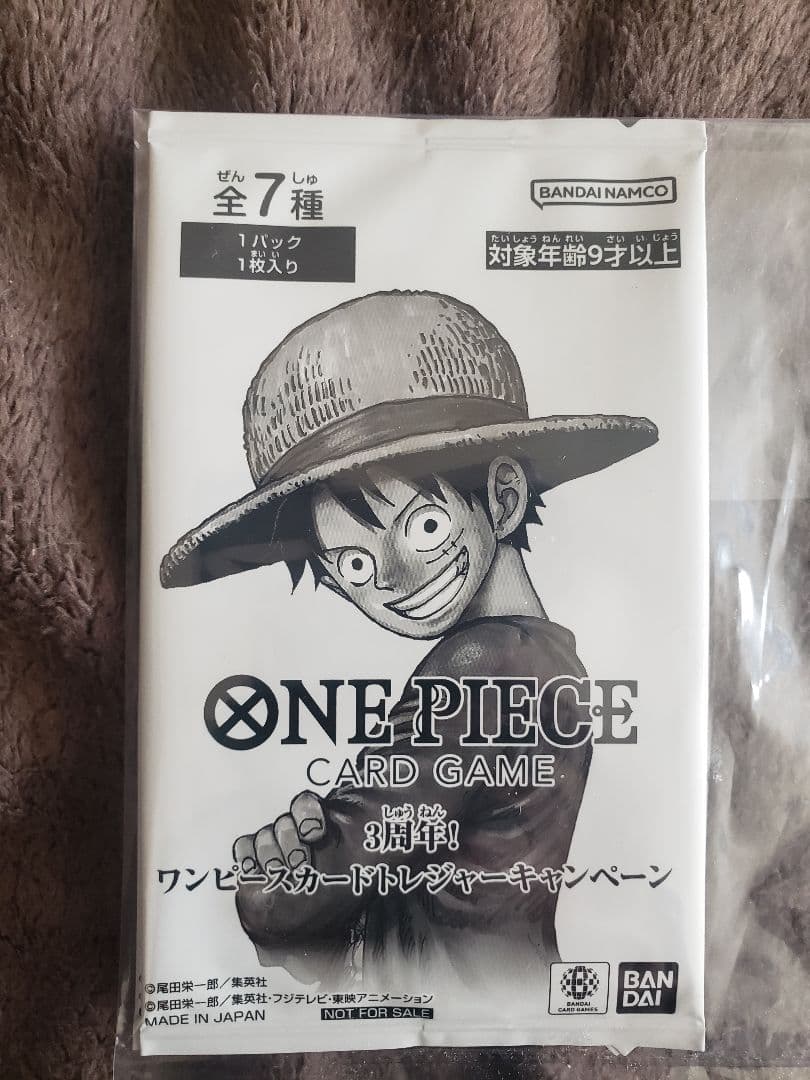 ぜん しゅ
全7種
1パック
まい い
1枚入り
BANDAI NAMCO
たいしょう ねん れい さい い じょう
対象年齢9才以上
ONE PIECE
CARD GAME
しゅう ねん
3周年!
ワンピースカードトレジャーキャンペーン
©尾田栄一郎／集英社
©尾田栄一郎／集英社・フジテレビ・東映アニメーション
MADE IN JAPAN
NOT FOR SALE
BANDAI
CARD GAMES
BAN
DAI